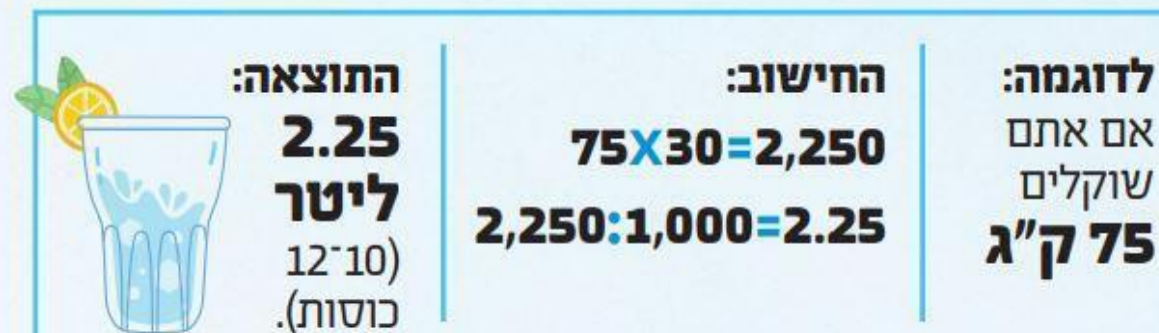 לדוגמה:
אם אתם
שוקלים
75 ק״ג
החישוב:
75X30=2,250
2,250:1,000=2.25
התוצאה:
2.25
ליטר
(10־12
כוסות).